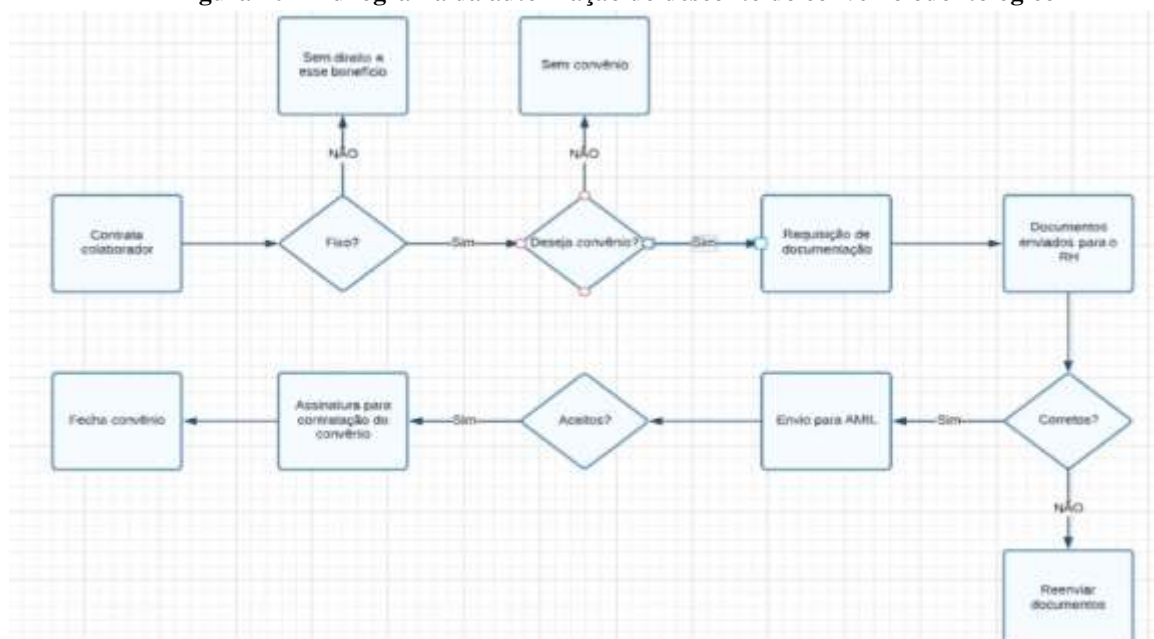 Sem direito a
esse benefício
Sem convênio
NÃO
NÃO
Contrata
colaborador
Fixo?
Sim
Deseja convênio?
Sim
Requisição de
documentação
Documentos
enviados para o
RH
Fecha convênio
Assinatura para
contratação do
convênio
Sim
Aceitos?
Envio para AMIL
Sim
Corretos?
NÃO
Reenviar
documentos